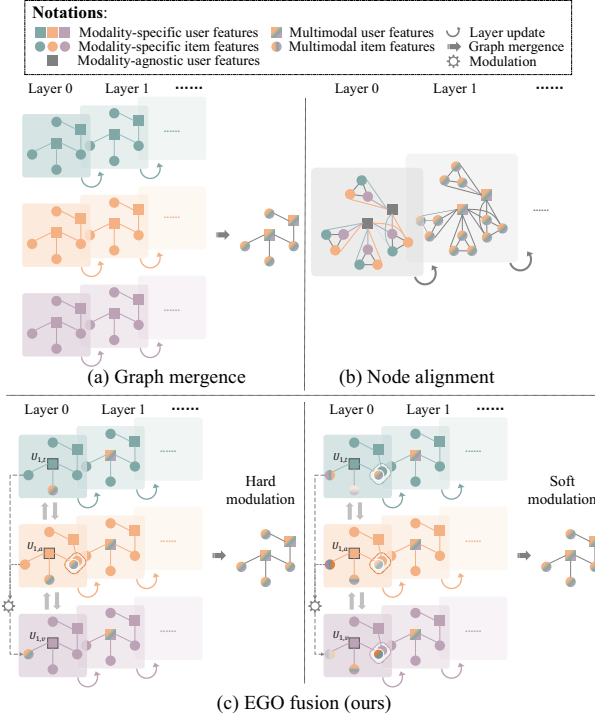 Notations:
Modality-specific user features
Multimodal user features
Layer update
Modality-specific item features
Multimodal item features
Graph mergence
Modality-agnostic user features
Modulation
Layer 0 Layer 1 ······
Layer 0 Layer 1 ······
······
······
······
······
(a) Graph mergence
(b) Node alignment
Layer 0 Layer 1 ······
Layer 0 Layer 1 ······
U1,t
U1,a
U1,v
······
······
······
Hard
modulation
U1,t
U1,a
U1,v
······
······
······
Soft
modulation
(c) EGO fusion (ours)